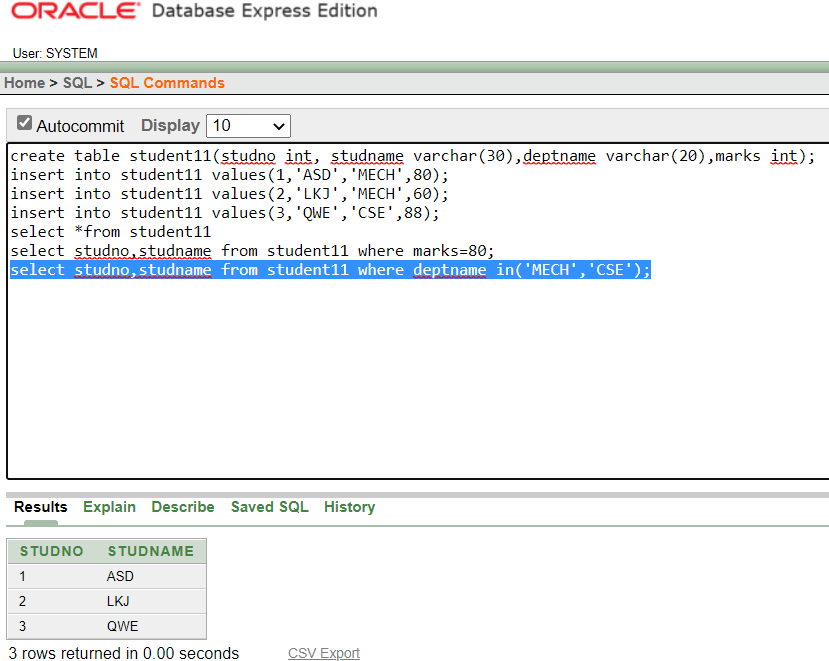 ORACLE® Database Express Edition
User: SYSTEM
Home > SQL > SQL Commands
Autocommit Display 10
create table student11(studno int, studname varchar(30),deptname varchar(20),marks int);
insert into student11 values(1,'ASD','MECH',80);
insert into student11 values(2,'LKJ','MECH',60);
insert into student11 values(3,'QWE','CSE',88);
select *from student11
select studno,studname from student11 where marks=80;
select studno,studname from student11 where deptname in('MECH','CSE');
Results Explain Describe Saved SQL History
STUDNO STUDNAME
1 ASD
2 LKJ
3 QWE
3 rows returned in 0.00 seconds CSV Export